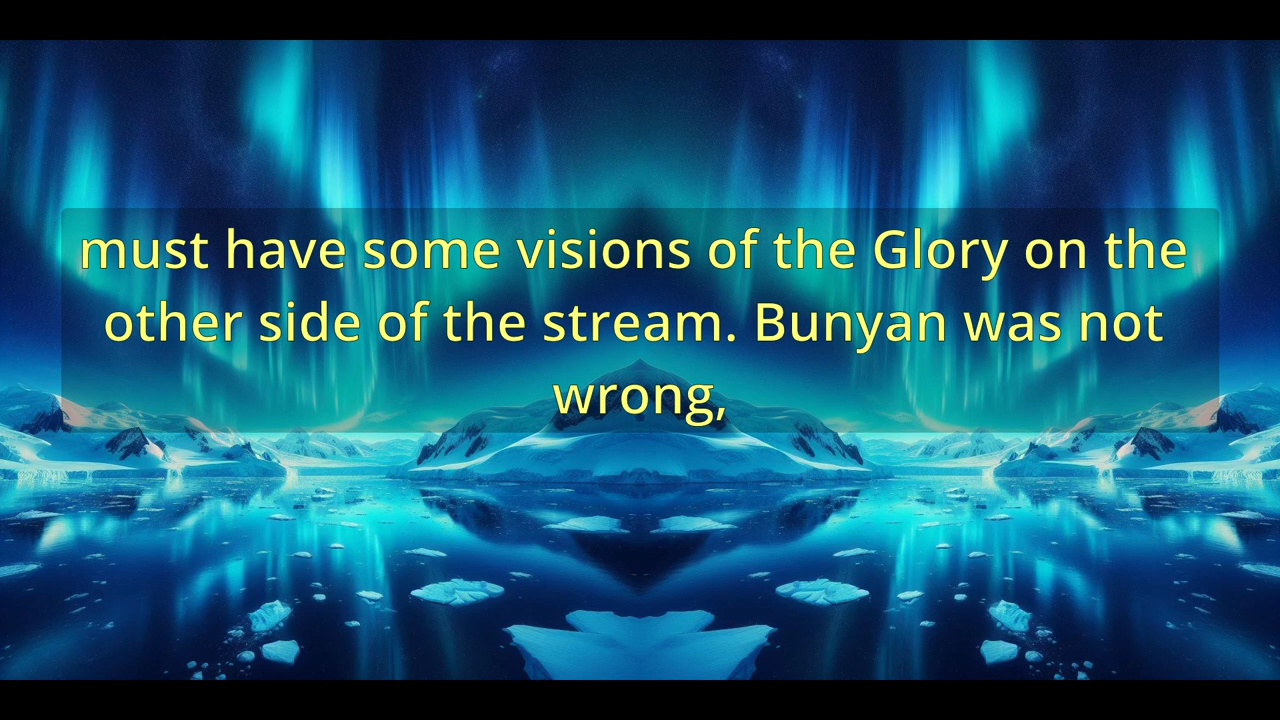 must have some visions of the Glory on the
other side of the stream. Bunyan was not
wrong,